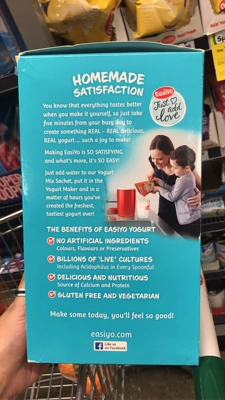 HOMEMADE
SATISFACTION
EasiYo
Just
add
love
You know that everything tastes better
when you make it yourself, so just take
five minutes from your busy day to
create something REAL - REAL delicious,
REAL yogurt ... such a joy to make!
Making EasiYo is SO SATISFYING
and what's more, it's SO EASY!
Just add water to our Yogurt
Mix Sachet, put it in the
Yogurt Maker and in a
matter of hours you've
created the freshest,
tastiest yogurt ever!
THE BENEFITS OF EASIYO YOGURT
NO ARTIFICIAL INGREDIENTS
Colours, Flavours or Preservatives
BILLIONS OF "LIVE" CULTURES
Including Acidophilus in Every Spoonful
DELICIOUS AND NUTRITIOUS
Source of Calcium and Protein
GLUTEN FREE AND VEGETARIAN
Make some today, you'll feel so good!
easiyo.com
f Like us
on Facebook